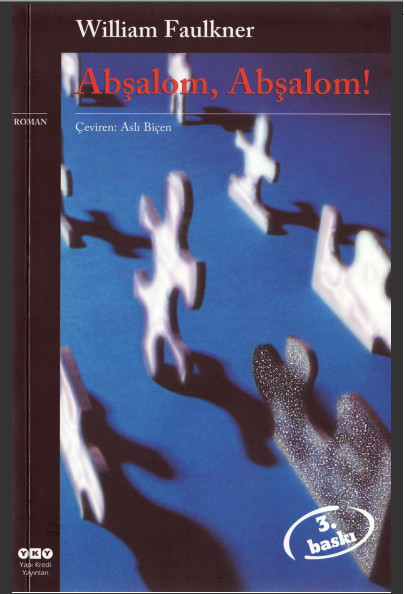 William Faulkner
Abşalom, Abşalom!
ROMAN
Çeviren: Aslı Biçen
3.
baskı
YKY
Yapı Kredi
Yayınları